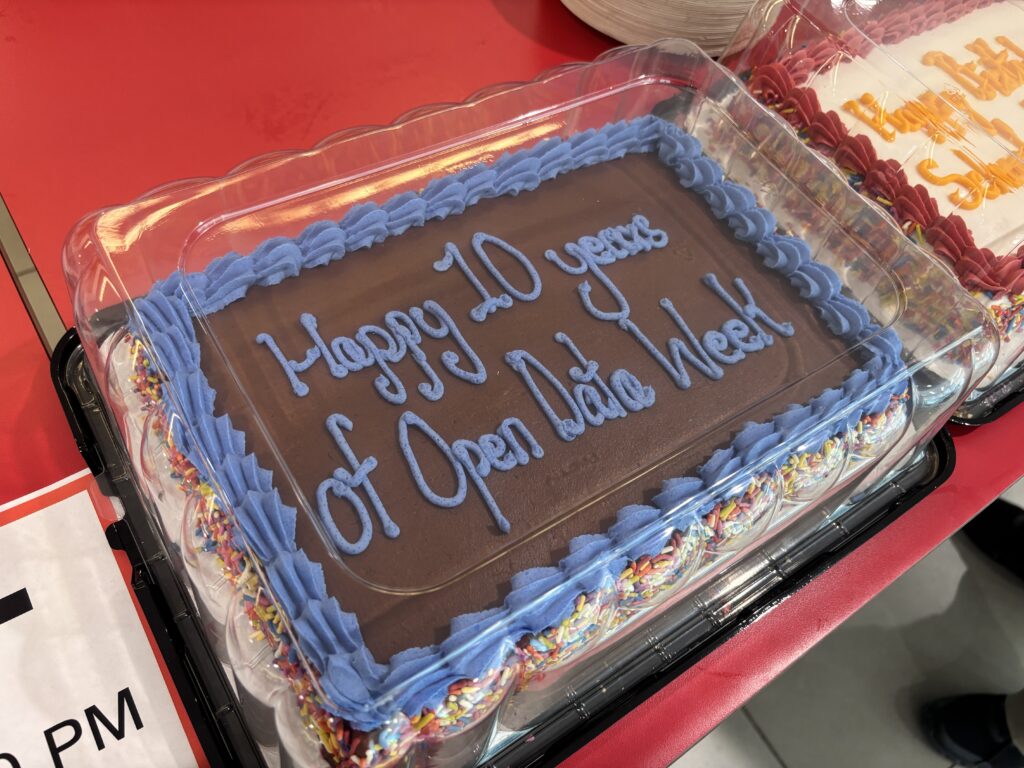 Happy 10 years
of Open Data Week
PM